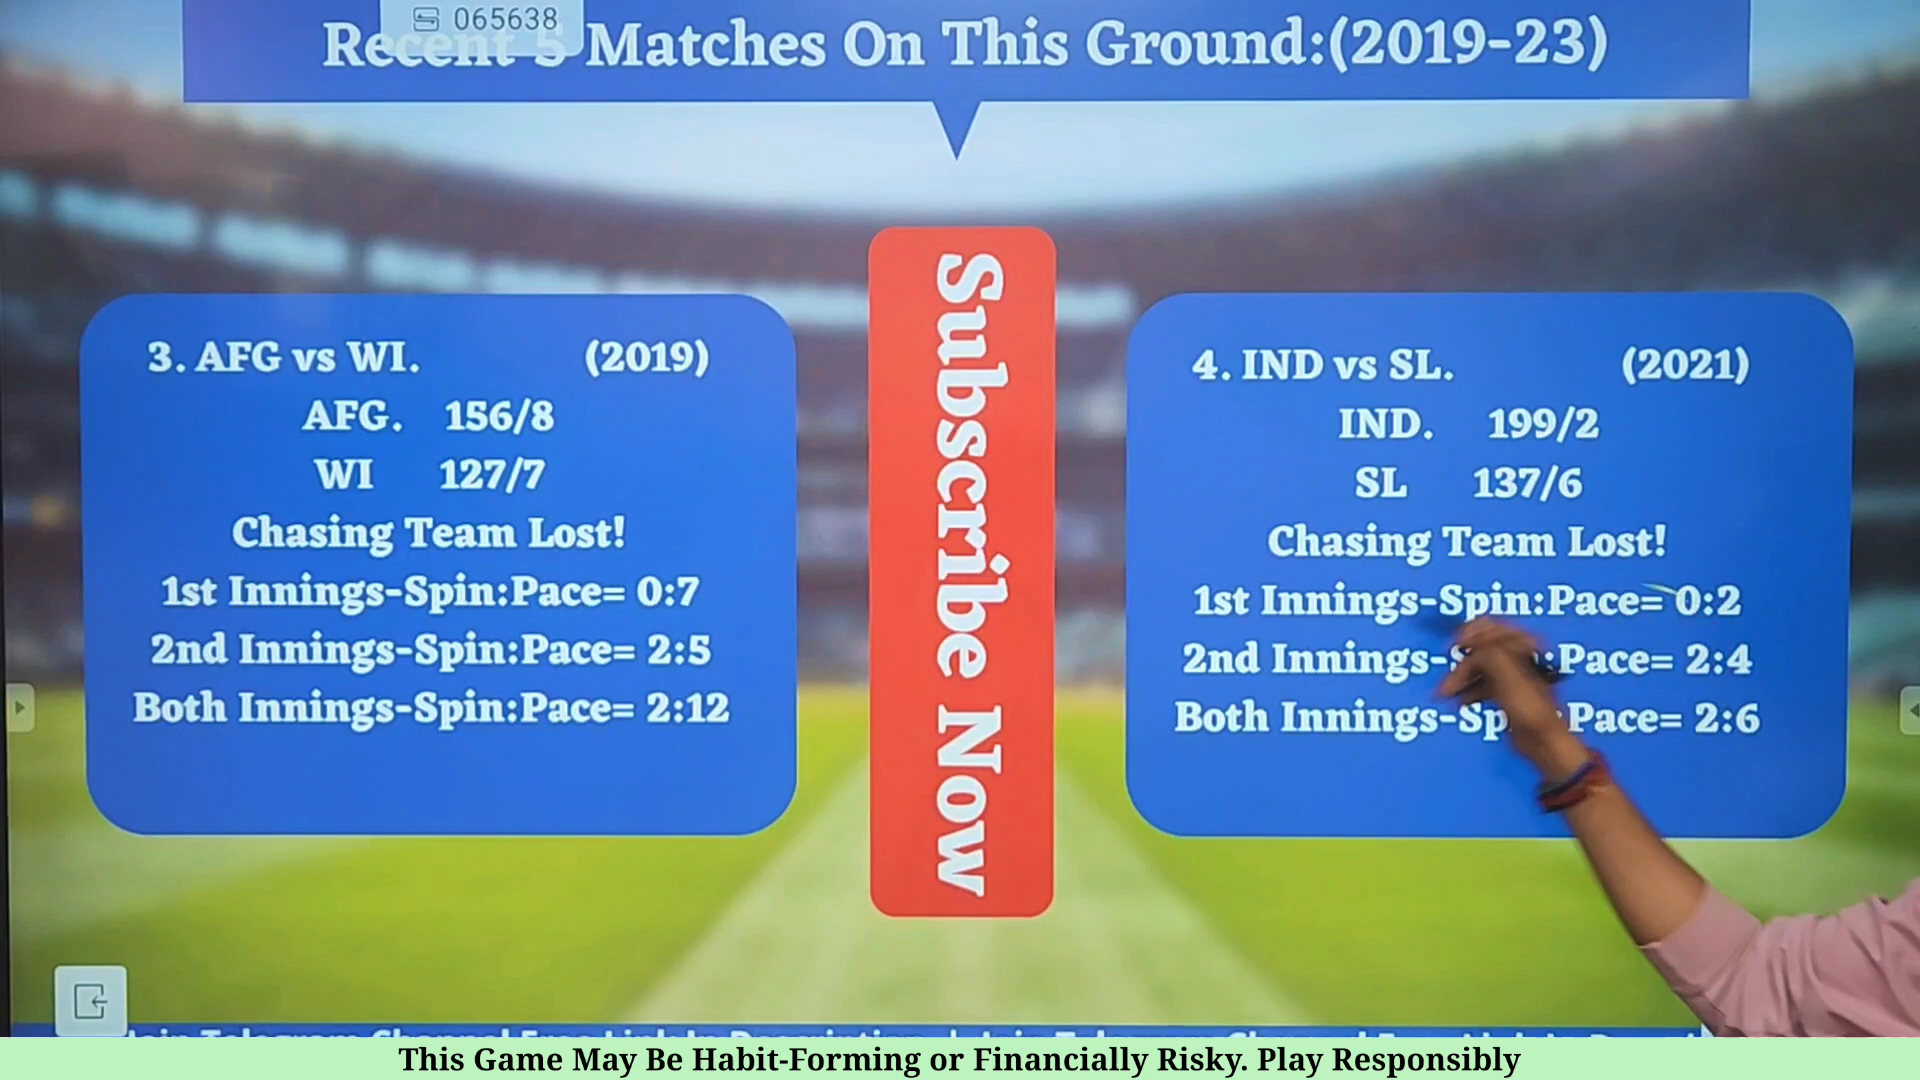 065638
Recent 5 Matches On This Ground:(2019-23)
3. AFG vs WI. (2019)
AFG. 156/8
WI 127/7
Chasing Team Lost!
1st Innings-Spin:Pace= 0:7
2nd Innings-Spin:Pace= 2:5
Both Innings-Spin:Pace= 2:12
Subscribe Now
4. IND vs SL. (2021)
IND. 199/2
SL 137/6
Chasing Team Lost!
1st Innings-Spin:Pace= 0:2
2nd Innings-S :Pace= 2:4
Both Innings-Sp Pace= 2:6
This Game May Be Habit-Forming or Financially Risky. Play Responsibly